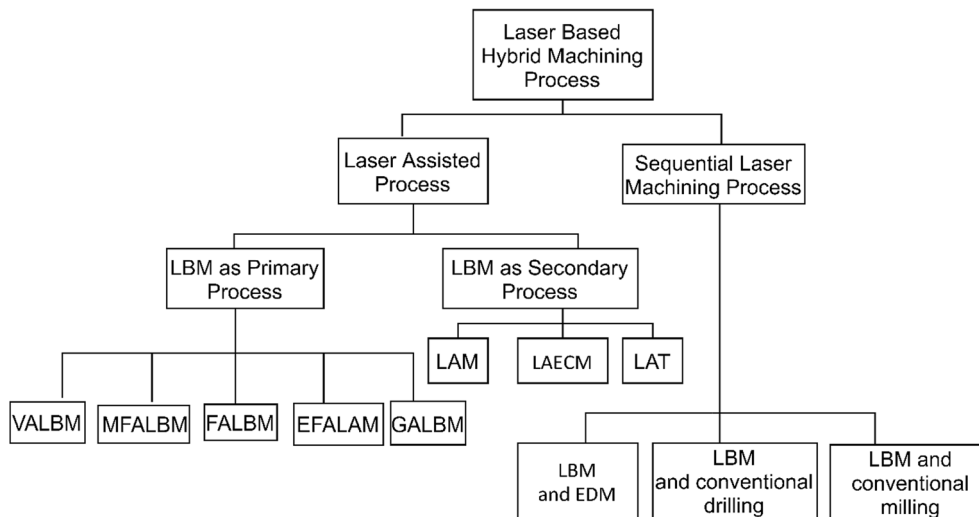 Laser Based
Hybrid Machining
Process
Laser Assisted
Process
Sequential Laser
Machining Process
LBM as Primary
Process
LBM as Secondary
Process
LAM
LAECM
LAT
VALBM
MFALBM
FALBM
EFALAM
GALBM
LBM
and EDM
LBM
and conventional
drilling
LBM and
conventional
milling